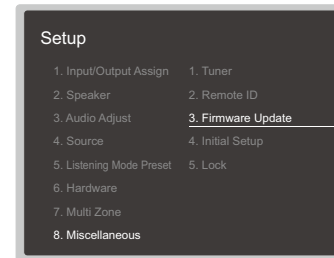 Setup
1. Input/Output Assign
2. Speaker
3. Audio Adjust
4. Source
5. Listening Mode Preset
6. Hardware
7. Multi Zone
8. Miscellaneous
1. Tuner
2. Remote ID
3. Firmware Update
4. Initial Setup
5. Lock